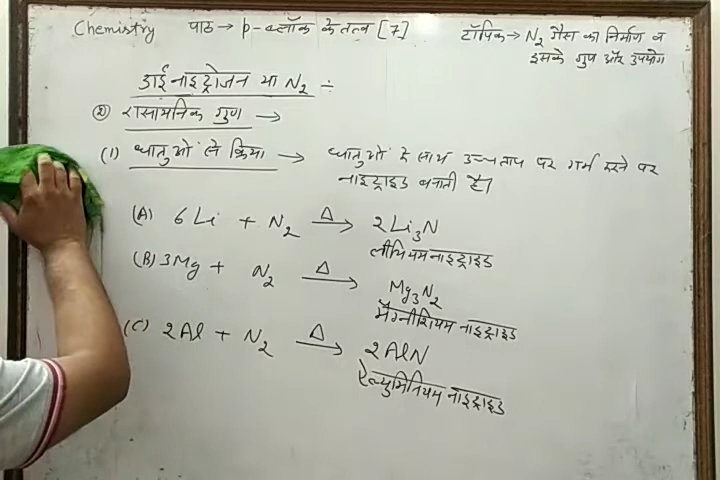 Chemistry पाठ → p-ब्लॉक के तत्व [7] टॉपिक → N₂ गैस का निर्माण व
इसके गुण और उपयोग
डाईनाइट्रोजन या N₂ ÷
② रासायनिक गुण →
(1) धातुओं से क्रिया → धातुओं के साथ उच्च ताप पर गर्म करने पर
नाइट्राइड बनाती है।
(A) 6Li + N₂ △→ 2Li₃N
लीथियम नाइट्राइड
(B) 3Mg + N₂ △→ Mg₃N₂
मैग्नीशियम नाइट्राइड
(C) 2Al + N₂ △→ 2AlN
ऐल्युमिनियम नाइट्राइड